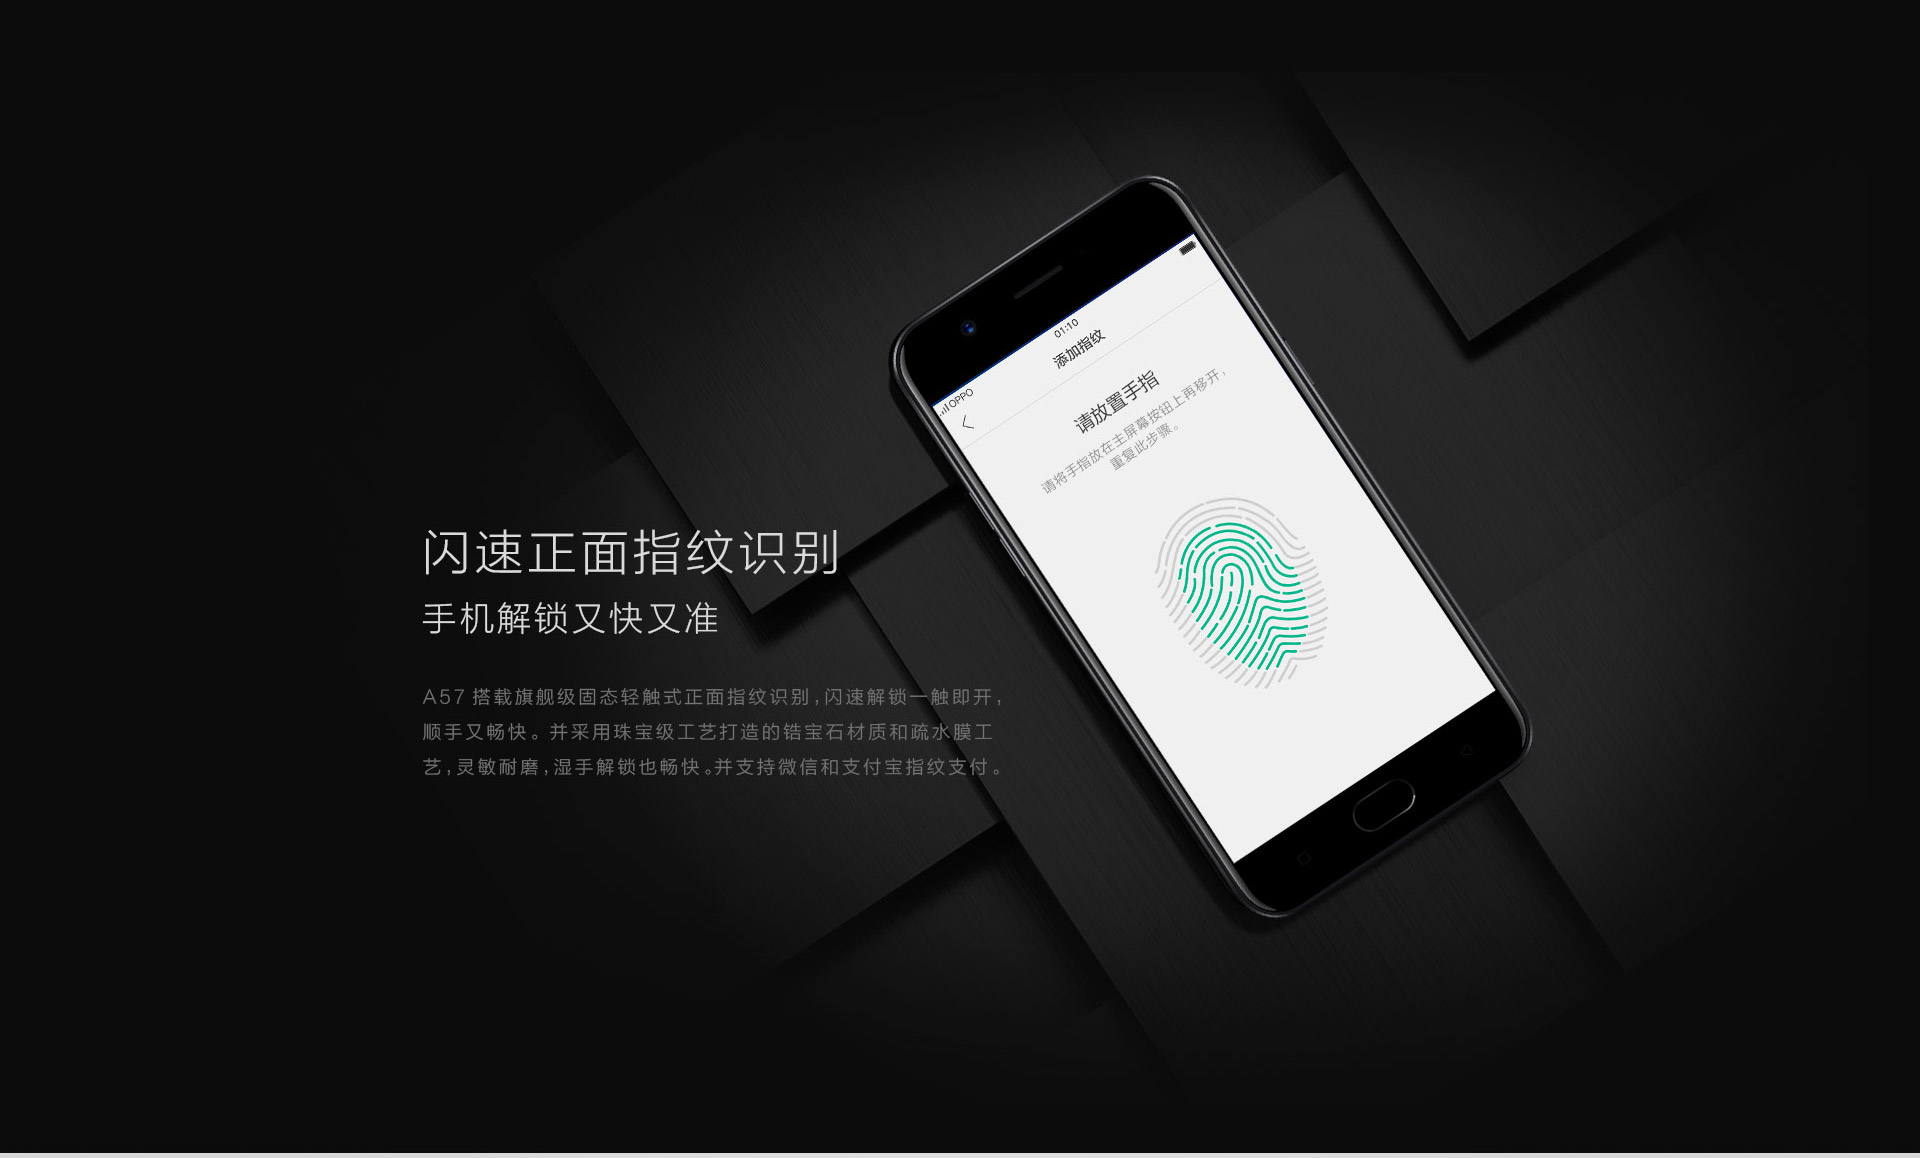 OPPO
01:10
添加指纹
请放置手指
请将手指放在主屏幕按钮上再移开，
重复此步骤。
闪速正面指纹识别
手机解锁又快又准
A57 搭载旗舰级固态轻触式正面指纹识别，闪速解锁一触即开，
顺手又畅快。并采用珠宝级工艺打造的锆宝石材质和疏水膜工
艺，灵敏耐磨，湿手解锁也畅快。并支持微信和支付宝指纹支付。